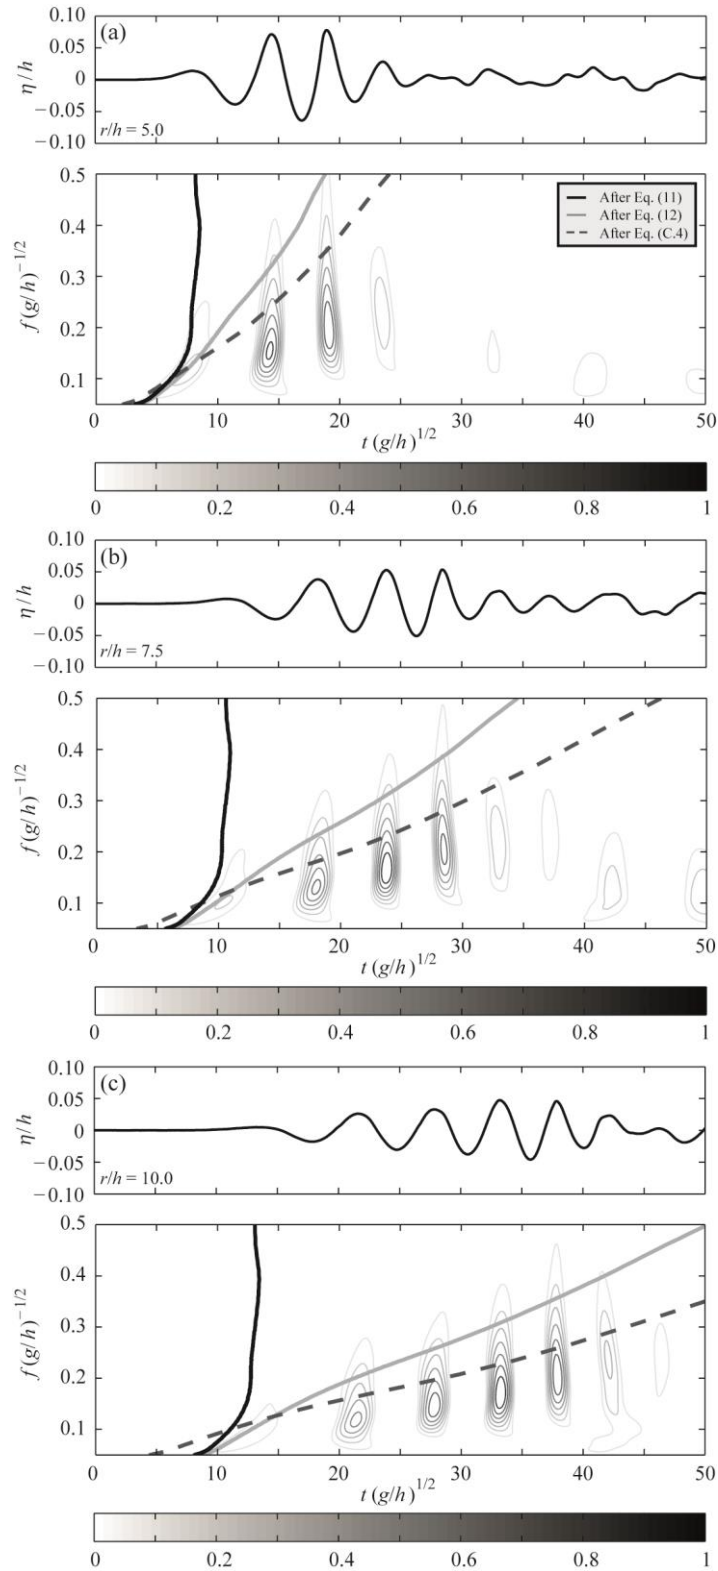 (a)
η/h
0.10
0.05
0
−0.05
−0.10
r/h = 5.0
f(g/h)^−1/2
0.5
0.4
0.3
0.2
0.1
After Eq. (11)
After Eq. (12)
After Eq. (C.4)
0 10 20 30 40 50
t (g/h)^1/2
0 0.2 0.4 0.6 0.8 1
(b)
η/h
0.10
0.05
0
−0.05
−0.10
r/h = 7.5
f(g/h)^−1/2
0.5
0.4
0.3
0.2
0.1
0 10 20 30 40 50
t (g/h)^1/2
0 0.2 0.4 0.6 0.8 1
(c)
η/h
0.10
0.05
0
−0.05
−0.10
r/h = 10.0
f(g/h)^−1/2
0.5
0.4
0.3
0.2
0.1
0 10 20 30 40 50
t (g/h)^1/2
0 0.2 0.4 0.6 0.8 1